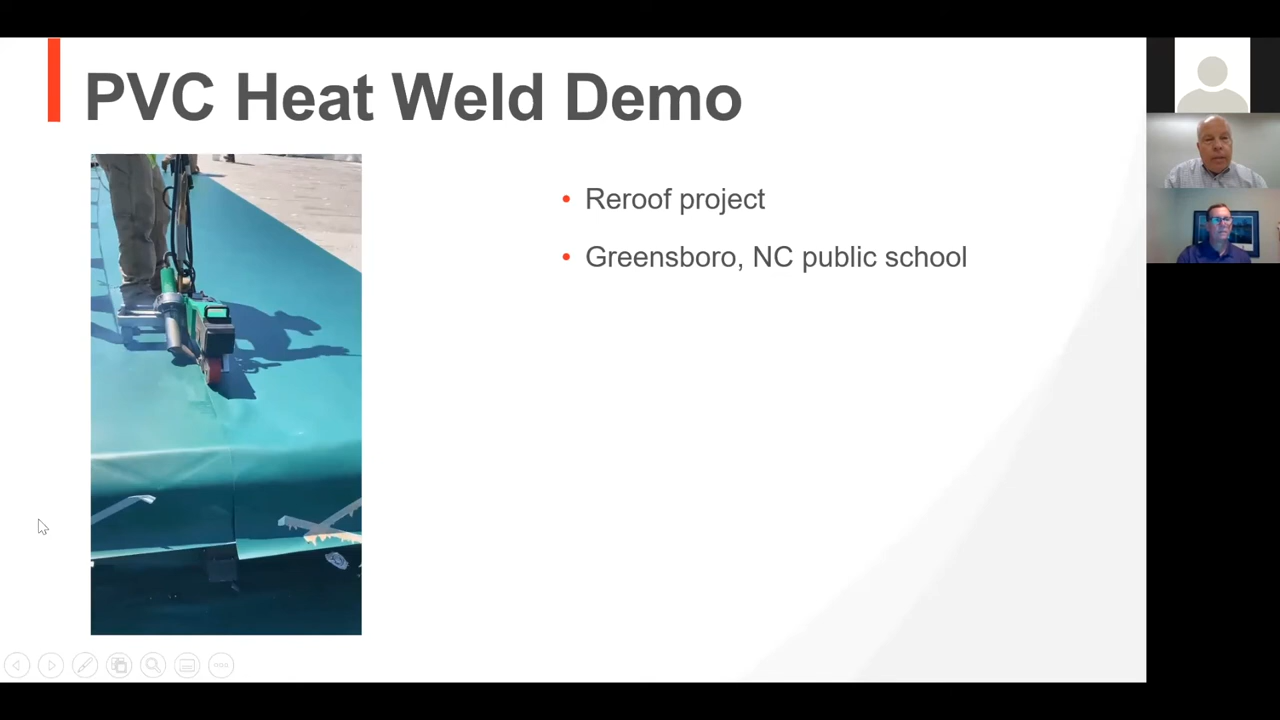 PVC Heat Weld Demo
• Reroof project
• Greensboro, NC public school